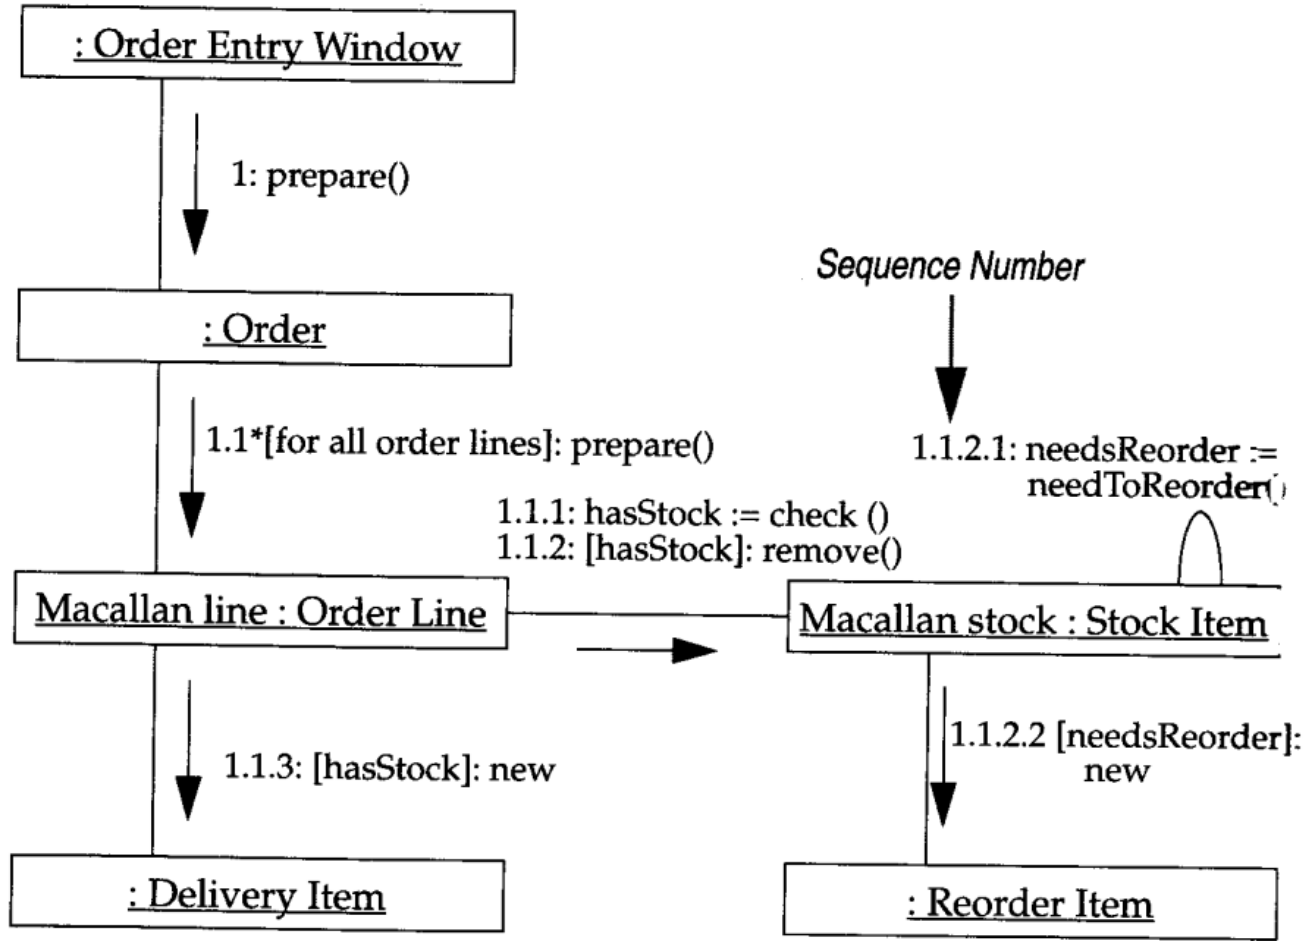 : Order Entry Window
1: prepare()
Sequence Number
: Order
1.1*[for all order lines]: prepare()
1.1.2.1: needsReorder :=
needToReorder()
1.1.1: hasStock := check ()
1.1.2: [hasStock]: remove()
Macallan line : Order Line
Macallan stock : Stock Item
1.1.2.2 [needsReorder]:
new
1.1.3: [hasStock]: new
: Delivery Item
: Reorder Item